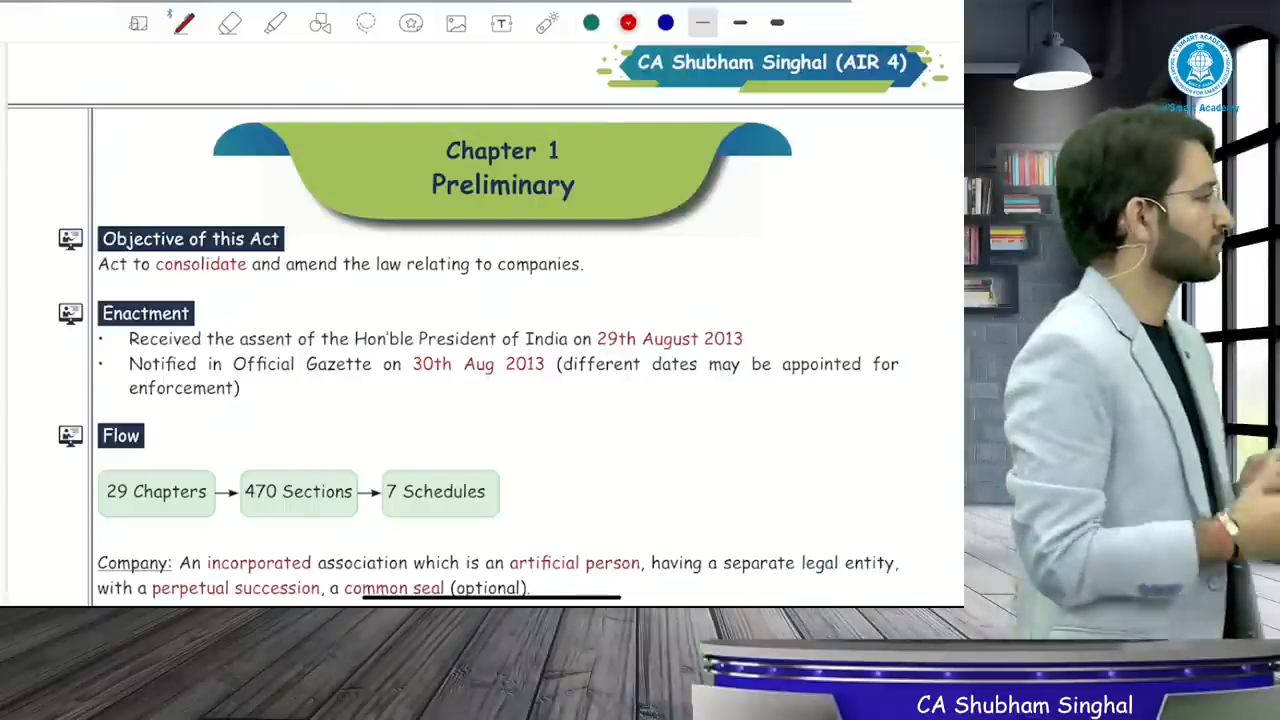 CA Shubham Singhal (AIR 4)
Chapter 1
Preliminary
Objective of this Act
Act to consolidate and amend the law relating to companies.
Enactment
• Received the assent of the Hon'ble President of India on 29th August 2013
• Notified in Official Gazette on 30th Aug 2013 (different dates may be appointed for
enforcement)
Flow
29 Chapters
470 Sections
7 Schedules
Company: An incorporated association which is an artificial person, having a separate legal entity,
with a perpetual succession, a common seal (optional).
V'SMART ACADEMY
V'Smart Academy
CA Shubham Singhal